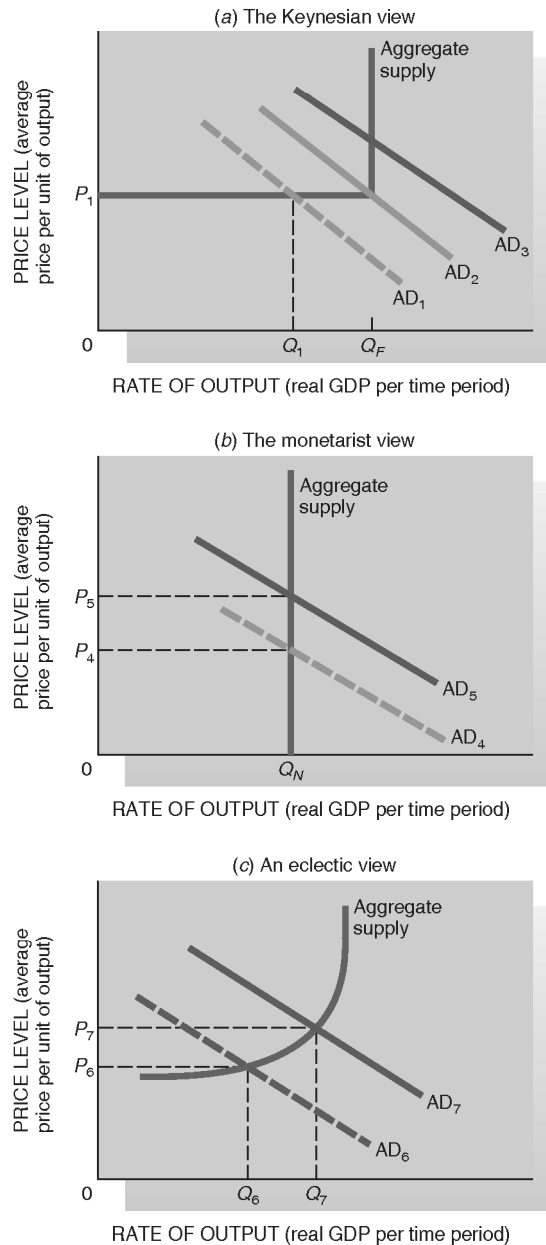 (a) The Keynesian view
PRICE LEVEL (average
price per unit of output)
Aggregate
supply
P1
AD3
AD2
AD1
0
Q1
QF
RATE OF OUTPUT (real GDP per time period)
(b) The monetarist view
PRICE LEVEL (average
price per unit of output)
Aggregate
supply
P5
P4
AD5
AD4
0
QN
RATE OF OUTPUT (real GDP per time period)
(c) An eclectic view
PRICE LEVEL (average
price per unit of output)
Aggregate
supply
P7
P6
AD7
AD6
0
Q6
Q7
RATE OF OUTPUT (real GDP per time period)